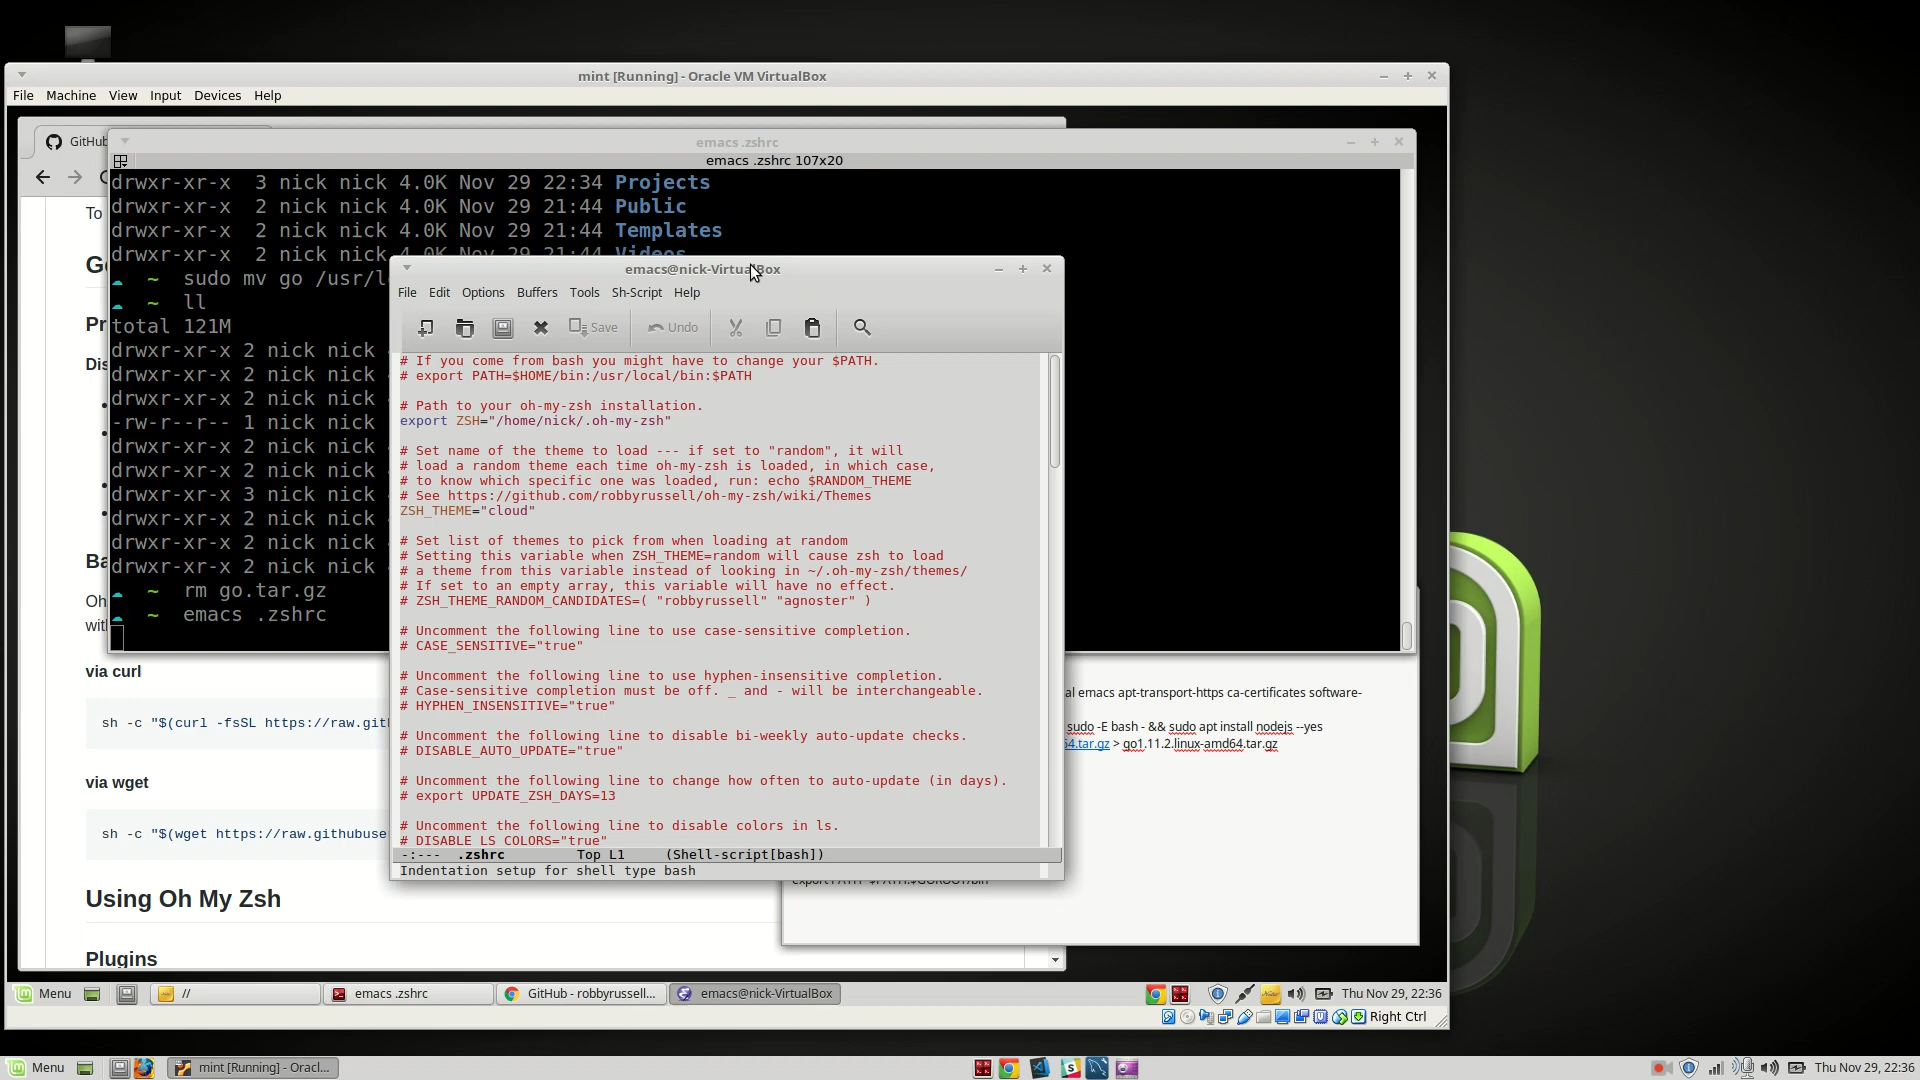 mint [Running] - Oracle VM VirtualBox
File Machine View Input Devices Help
GitHub
emacs .zshrc
emacs .zshrc 107x20
drwxr-xr-x 3 nick nick 4.0K Nov 29 22:34 Projects
drwxr-xr-x 2 nick nick 4.0K Nov 29 21:44 Public
drwxr-xr-x 2 nick nick 4.0K Nov 29 21:44 Templates
drwxr-xr-x 2 nick nick 4.0K Nov 29 21:44 Videos
~ sudo mv go /usr/l
~ ll
total 121M
drwxr-xr-x 2 nick nick
drwxr-xr-x 2 nick nick
drwxr-xr-x 2 nick nick
-rw-r--r-- 1 nick nick
drwxr-xr-x 2 nick nick
drwxr-xr-x 2 nick nick
drwxr-xr-x 3 nick nick
drwxr-xr-x 2 nick nick
drwxr-xr-x 2 nick nick
drwxr-xr-x 2 nick nick
~ rm go.tar.gz
~ emacs .zshrc
To
Ge
Pr
Dis
Ba
Oh
wit
via curl
sh -c "$(curl -fsSL https://raw.git
via wget
sh -c "$(wget https://raw.githubuse
Using Oh My Zsh
Plugins
emacs@nick-VirtualBox
File Edit Options Buffers Tools Sh-Script Help
Save Undo
# If you come from bash you might have to change your $PATH.
# export PATH=$HOME/bin:/usr/local/bin:$PATH
# Path to your oh-my-zsh installation.
export ZSH="/home/nick/.oh-my-zsh"
# Set name of the theme to load --- if set to "random", it will
# load a random theme each time oh-my-zsh is loaded, in which case,
# to know which specific one was loaded, run: echo $RANDOM_THEME
# See https://github.com/robbyrussell/oh-my-zsh/wiki/Themes
ZSH_THEME="cloud"
# Set list of themes to pick from when loading at random
# Setting this variable when ZSH_THEME=random will cause zsh to load
# a theme from this variable instead of looking in ~/.oh-my-zsh/themes/
# If set to an empty array, this variable will have no effect.
# ZSH_THEME_RANDOM_CANDIDATES=( "robbyrussell" "agnoster" )
# Uncomment the following line to use case-sensitive completion.
# CASE_SENSITIVE="true"
# Uncomment the following line to use hyphen-insensitive completion.
# Case-sensitive completion must be off. _ and - will be interchangeable.
# HYPHEN_INSENSITIVE="true"
# Uncomment the following line to disable bi-weekly auto-update checks.
# DISABLE_AUTO_UPDATE="true"
# Uncomment the following line to change how often to auto-update (in days).
# export UPDATE_ZSH_DAYS=13
# Uncomment the following line to disable colors in ls.
# DISABLE_LS_COLORS="true"
-:--- .zshrc Top L1 (Shell-script[bash])
Indentation setup for shell type bash
al emacs apt-transport-https ca-certificates software-
sudo -E bash - && sudo apt install nodejs --yes
64.tar.gz > go1.11.2.linux-amd64.tar.gz
Menu // emacs .zshrc GitHub - robbyrussell... emacs@nick-VirtualBox Thu Nov 29, 22:36
Right Ctrl
Menu mint [Running] - Oracl... Thu Nov 29, 22:36